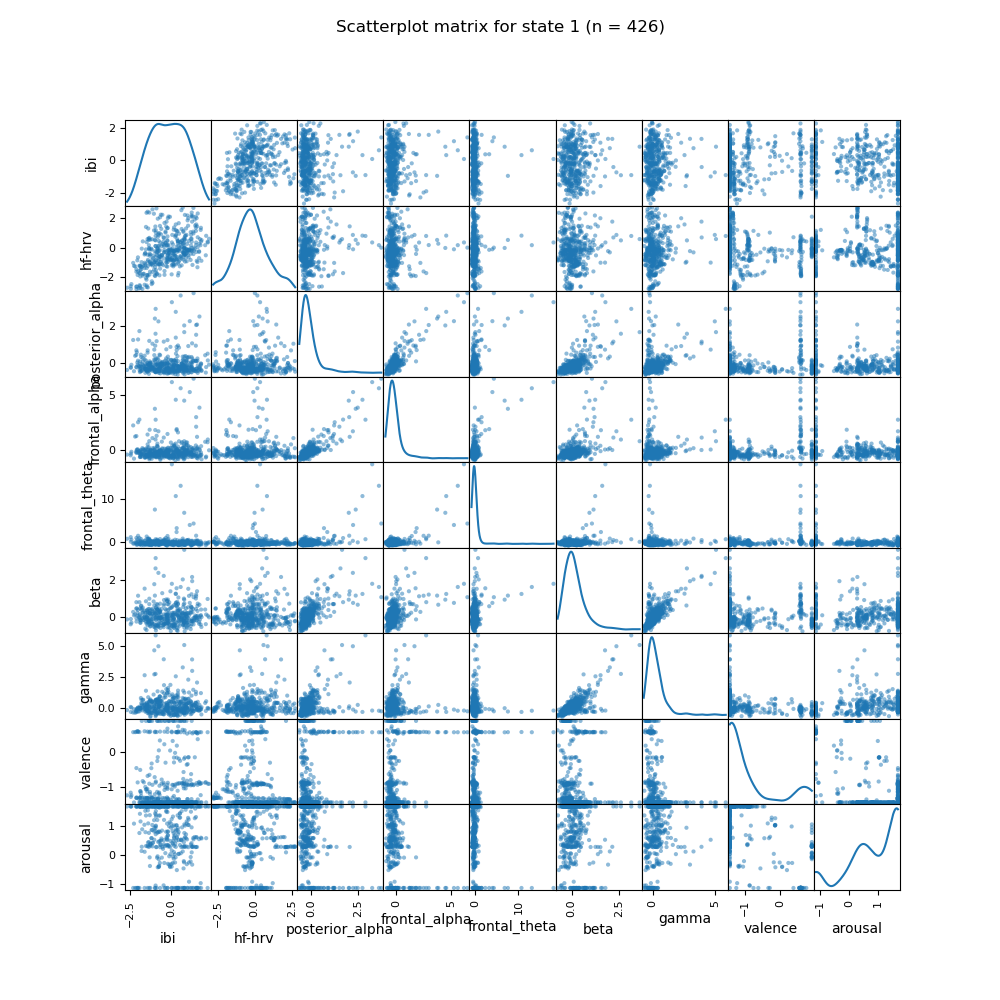 Scatterplot matrix for state 1 (n = 426)
2
0
-2
ibi
2
0
−2
hf-hrv
2
0
posterior_alpha
5
0
frontal_alpha
10
0
frontal_theta
2
0
beta
5.0
2.5
0.0
gamma
0
−1
valence
1
0
−1
arousal
−2.5
0.0
−2.5
0.0
2.5
0.0
2.5
0
5
0
10
0.0
2.5
0
5
−1
0
−1
0
1
ibi
hf-hrv
posterior_alpha
frontal_alpha
frontal_theta
beta
gamma
valence
arousal